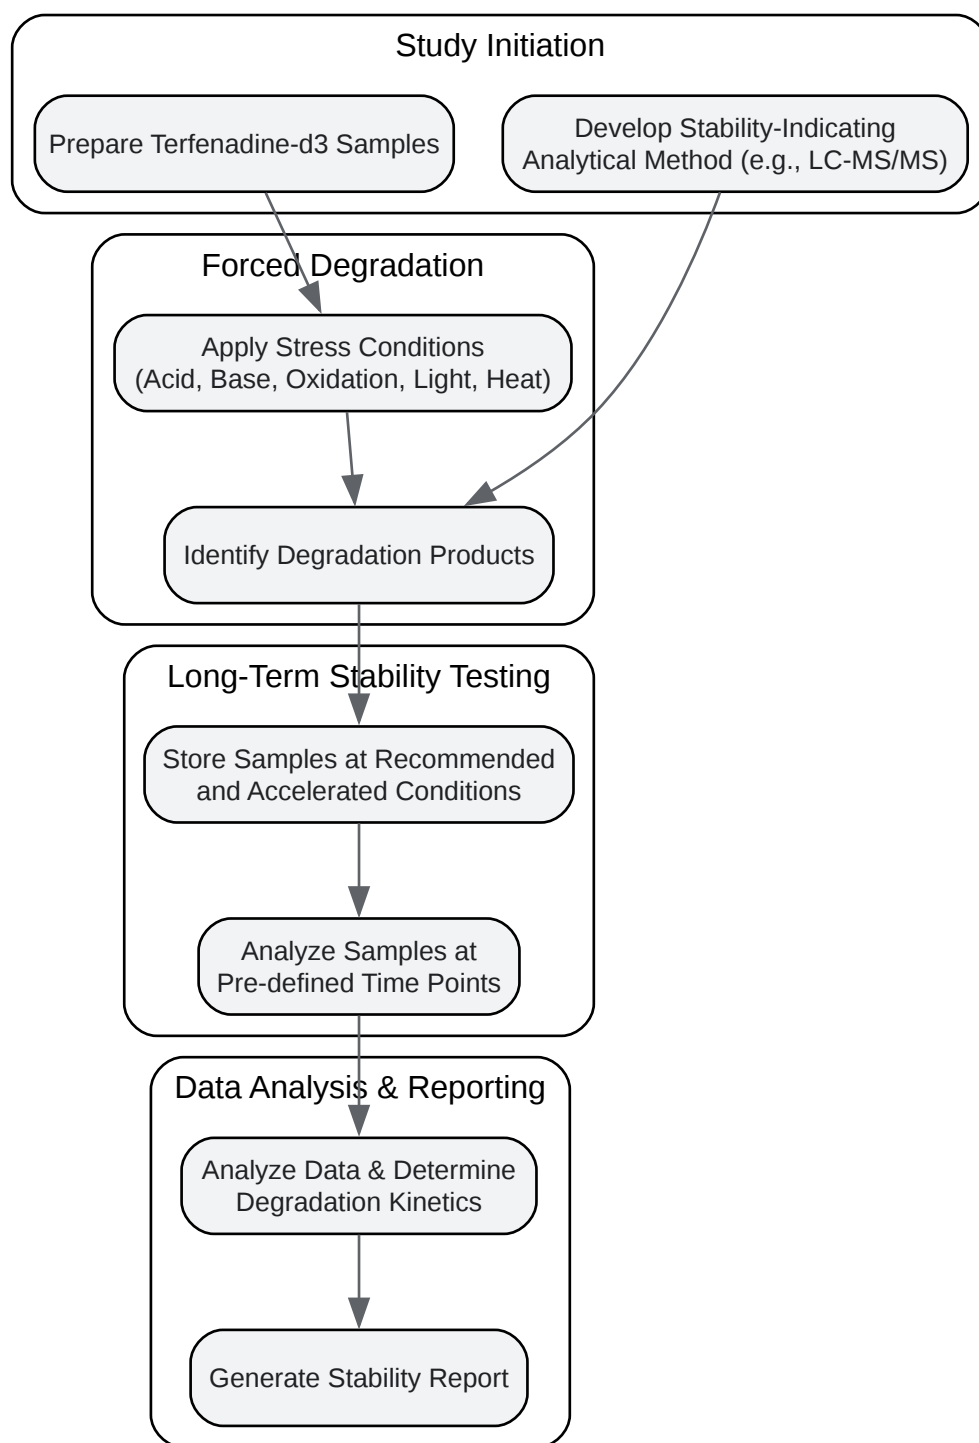 Study Initiation
Prepare Terfenadine-d3 Samples
Develop Stability-Indicating
Analytical Method (e.g., LC-MS/MS)
Forced Degradation
Apply Stress Conditions
(Acid, Base, Oxidation, Light, Heat)
Identify Degradation Products
Long-Term Stability Testing
Store Samples at Recommended
and Accelerated Conditions
Analyze Samples at
Pre-defined Time Points
Data Analysis & Reporting
Analyze Data & Determine
Degradation Kinetics
Generate Stability Report